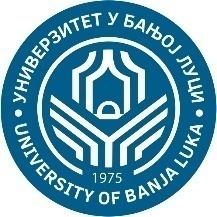 УНИВЕРЗИТЕТ У БАЊОЈ ЛУЦИ
1975
UNIVERSITY OF BANJA LUKA